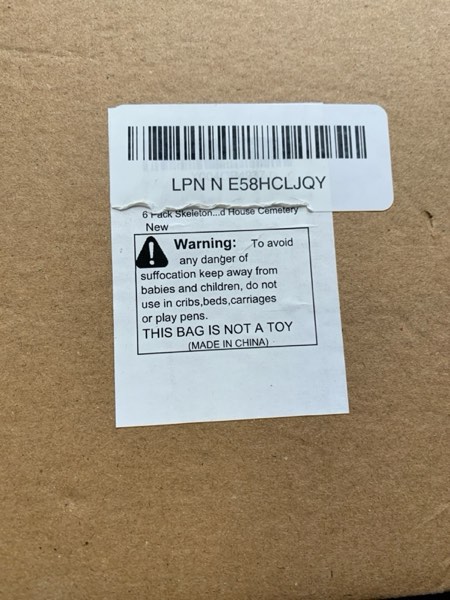 LPN N E58HCLJQY
6 Pack Skeleton...d House Cemetery
New
Warning: To avoid
any danger of
suffocation keep away from
babies and children, do not
use in cribs,beds,carriages
or play pens.
THIS BAG IS NOT A TOY
(MADE IN CHINA)